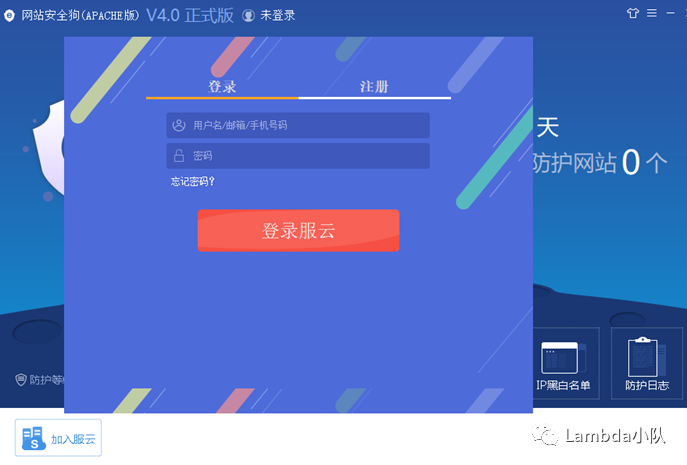 网站安全狗(APACHE版) V4.0 正式版 未登录
登录 注册
用户名/邮箱/手机号码
密码
忘记密码?
登录服云
天
防护网站 0 个
防护等
IP黑白名单
防护日志
加入服云
Lambda小队